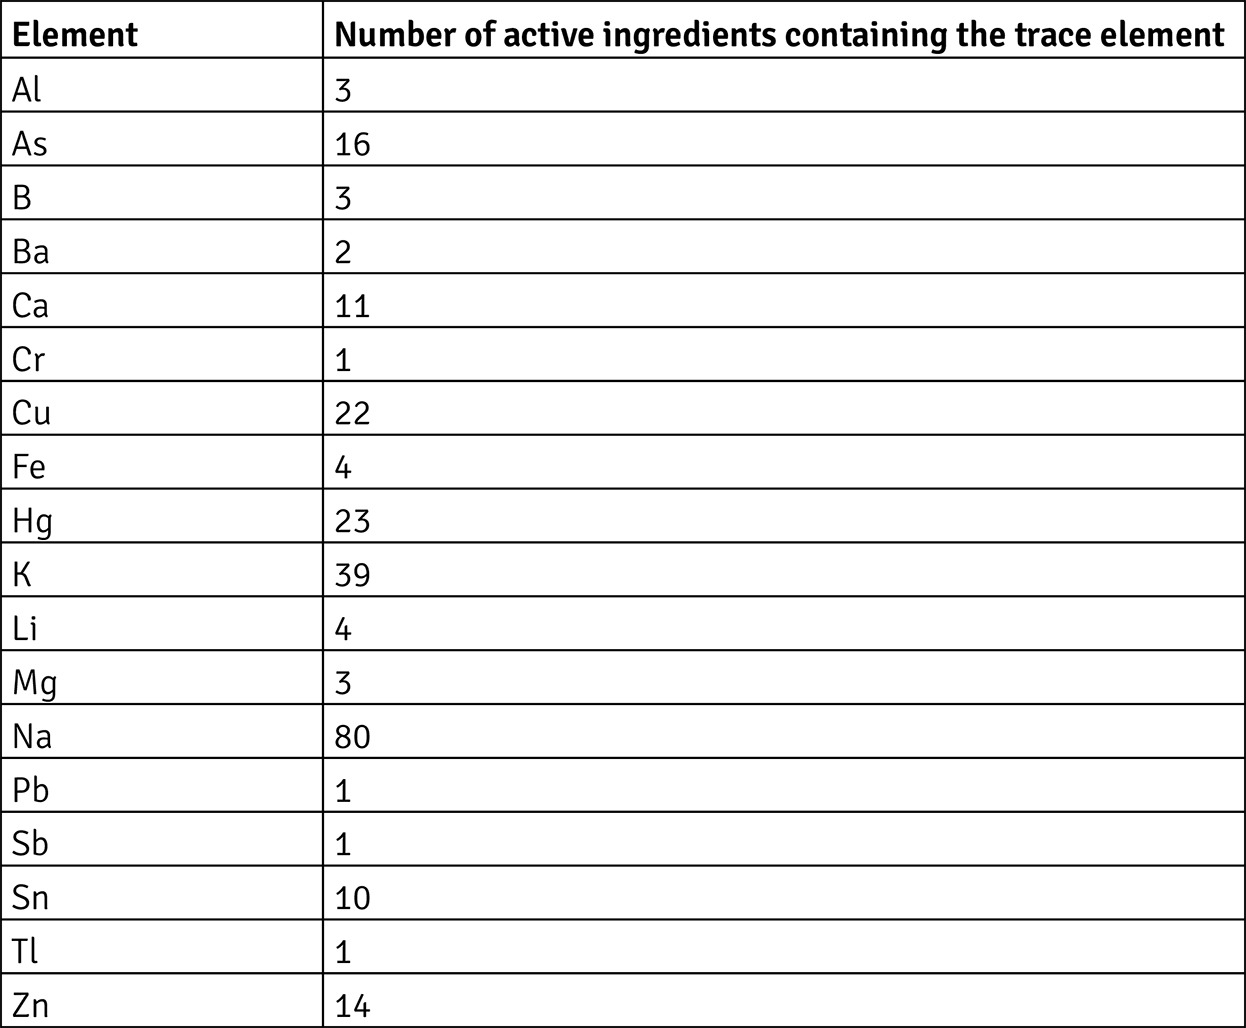 Element Number of active ingredients containing the trace element
Al 3
As 16
B 3
Ba 2
Ca 11
Cr 1
Cu 22
Fe 4
Hg 23
K 39
Li 4
Mg 3
Na 80
Pb 1
Sb 1
Sn 10
Tl 1
Zn 14